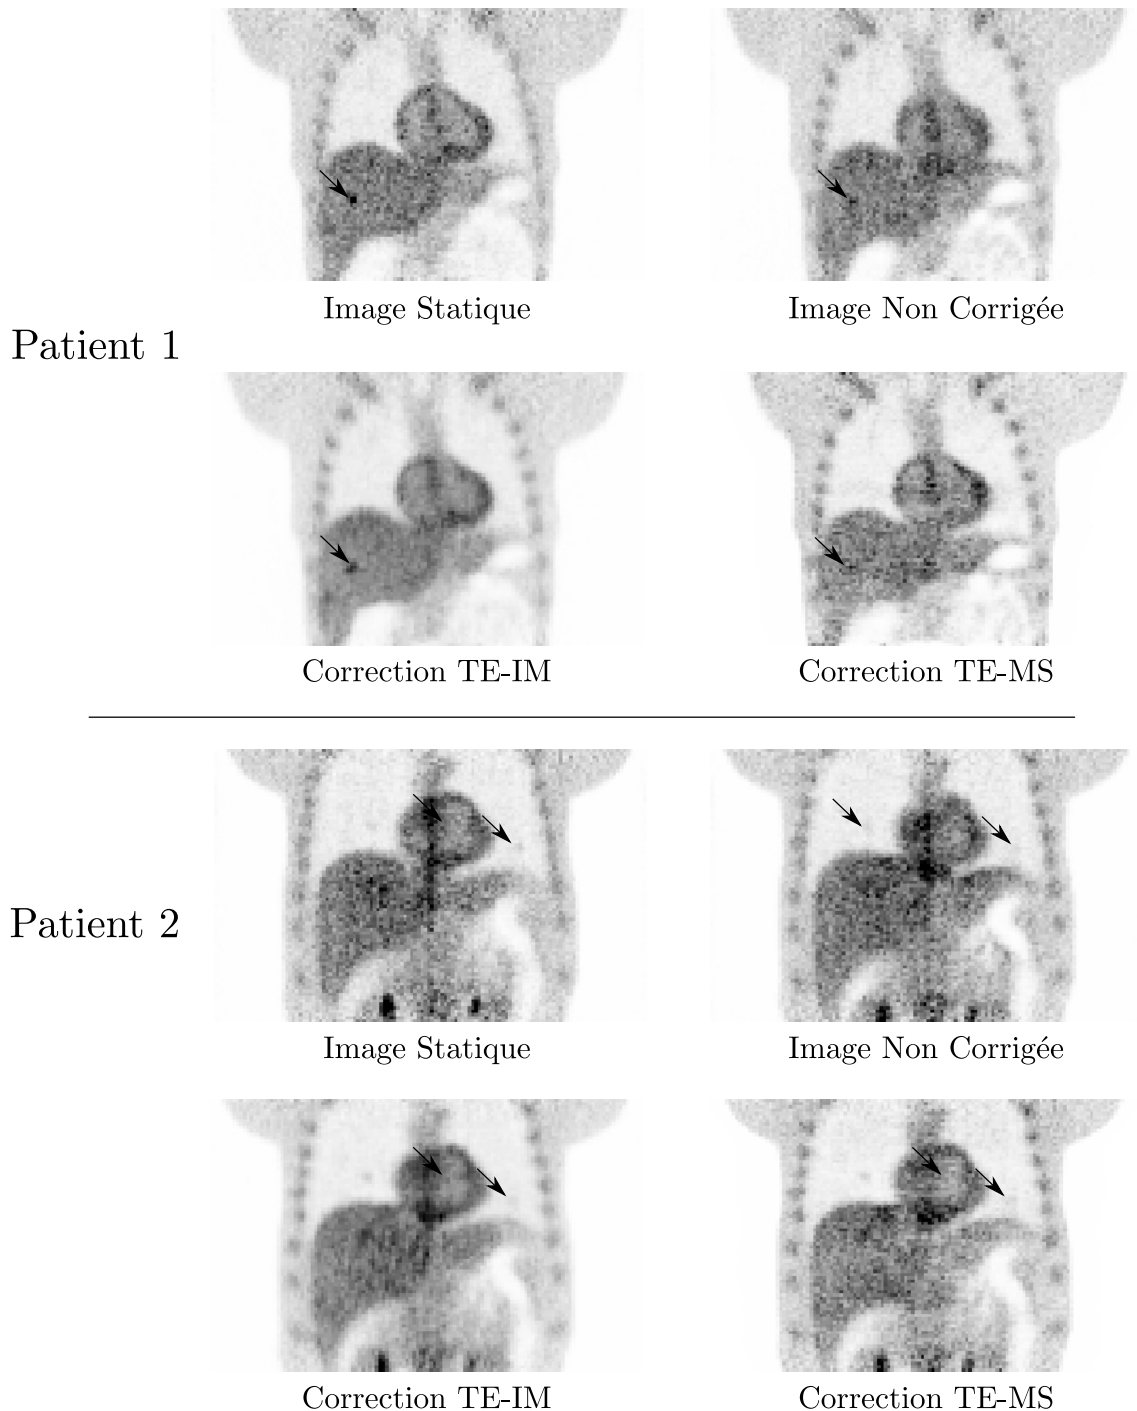 Image Statique
Image Non Corrigée
Patient 1
Correction TE-IM
Correction TE-MS
Patient 2
Image Statique
Image Non Corrigée
Correction TE-IM
Correction TE-MS